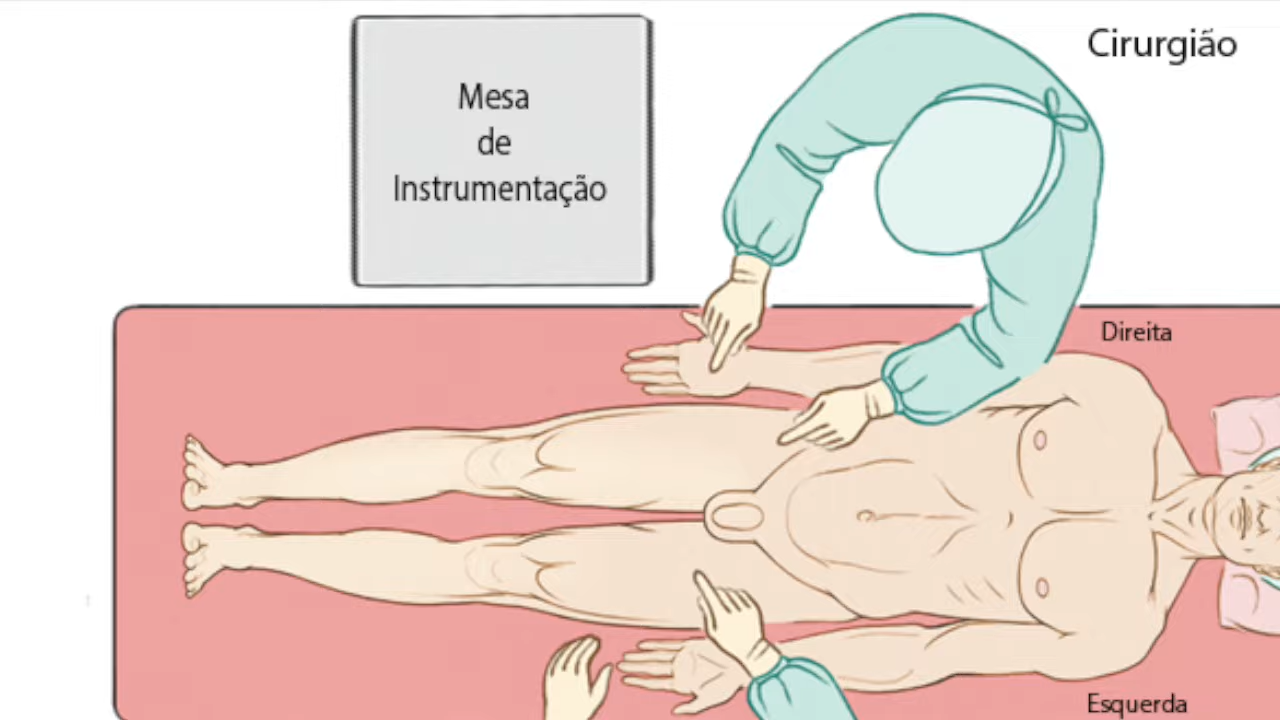 Cirurgião
Mesa
de
Instrumentação
Direita
Esquerda